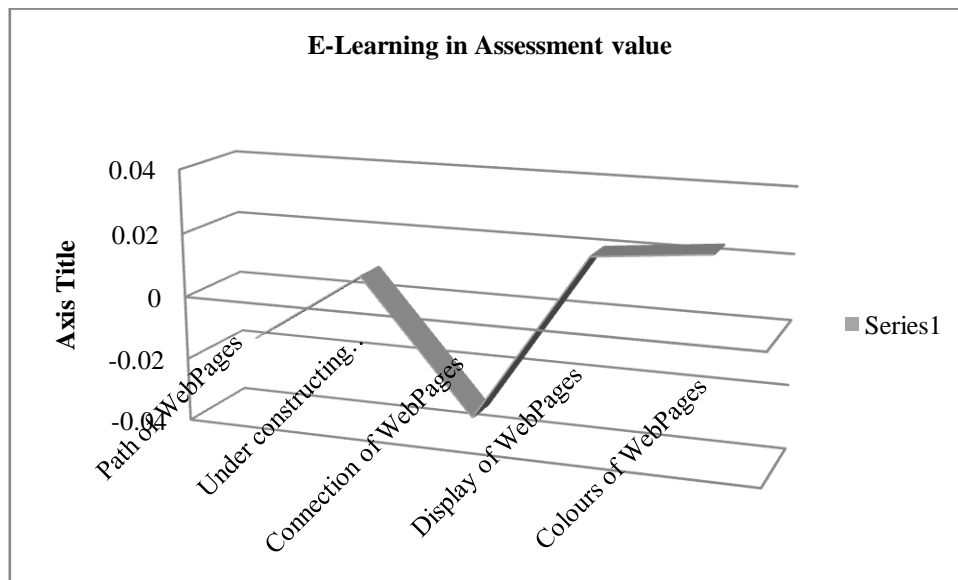 E-Learning in Assessment value
0.04
0.02
0
-0.02
-0.04
Axis Title
Path of WebPages
Under constructing..
Connection of WebPages
Display of WebPages
Colours of WebPages
Series1